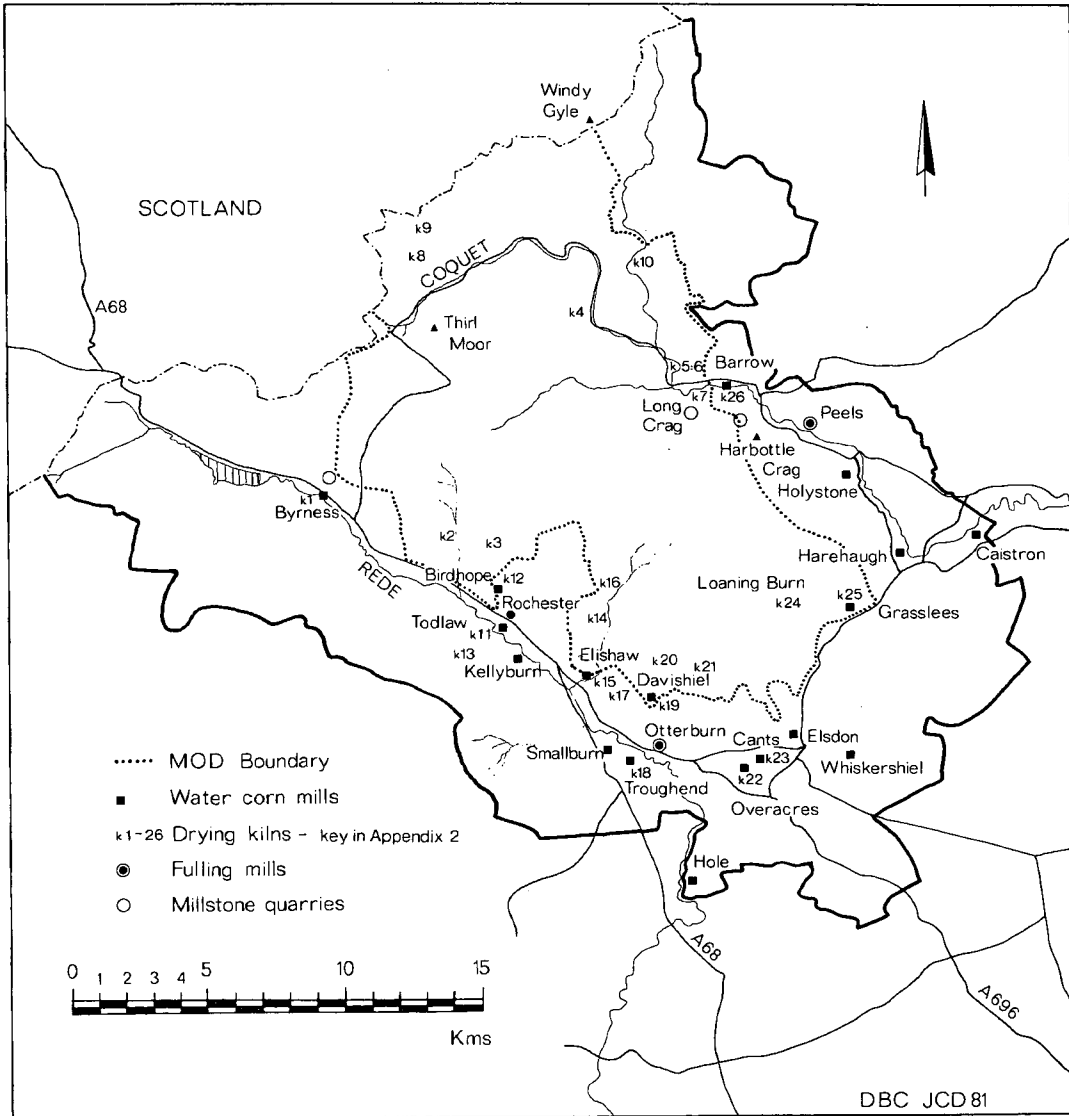 Windy
Gyle
SCOTLAND
k9
k8
COQUET
k10
A68
k4
Thirl
Moor
k5:6
Barrow
k7
k26
Long
Crag
Peels
Harbottle
Crag
Holystone
k1
Byrness
k2
k3
Harehaugh
Caistron
REDE
Birdhope
k12
k16
Loaning Burn
k24
k25
Rochester
k14
Grasslees
Todlaw
k11
k13
Kellyburn
Elishaw
k15
k20
k21
k17
Davishiel
k19
Otterburn
Cants
Elsdon
Smallburn
k23
Whiskershiel
k18
k22
Troughend
Overacres
MOD Boundary
Water corn mills
k1-26 Drying kilns - key in Appendix 2
Fulling mills
Millstone quarries
Hole
A68
A696
0 1 2 3 4 5 10 15
Kms
DBC JCD 81